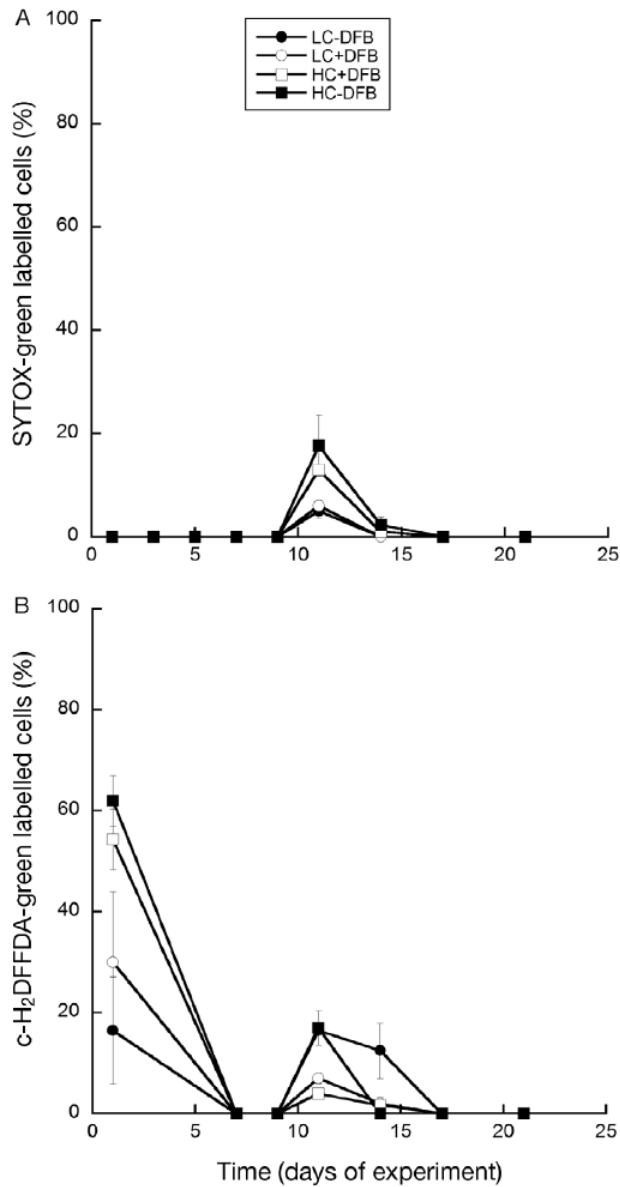 A
100
LC-DFB
LC+DFB
HC+DFB
HC-DFB
80
60
40
20
0
SYTOX-green labelled cells (%)
0 5 10 15 20 25
B
100
80
60
40
20
0
c-H₂DFFDA-green labelled cells (%)
0 5 10 15 20 25
Time (days of experiment)